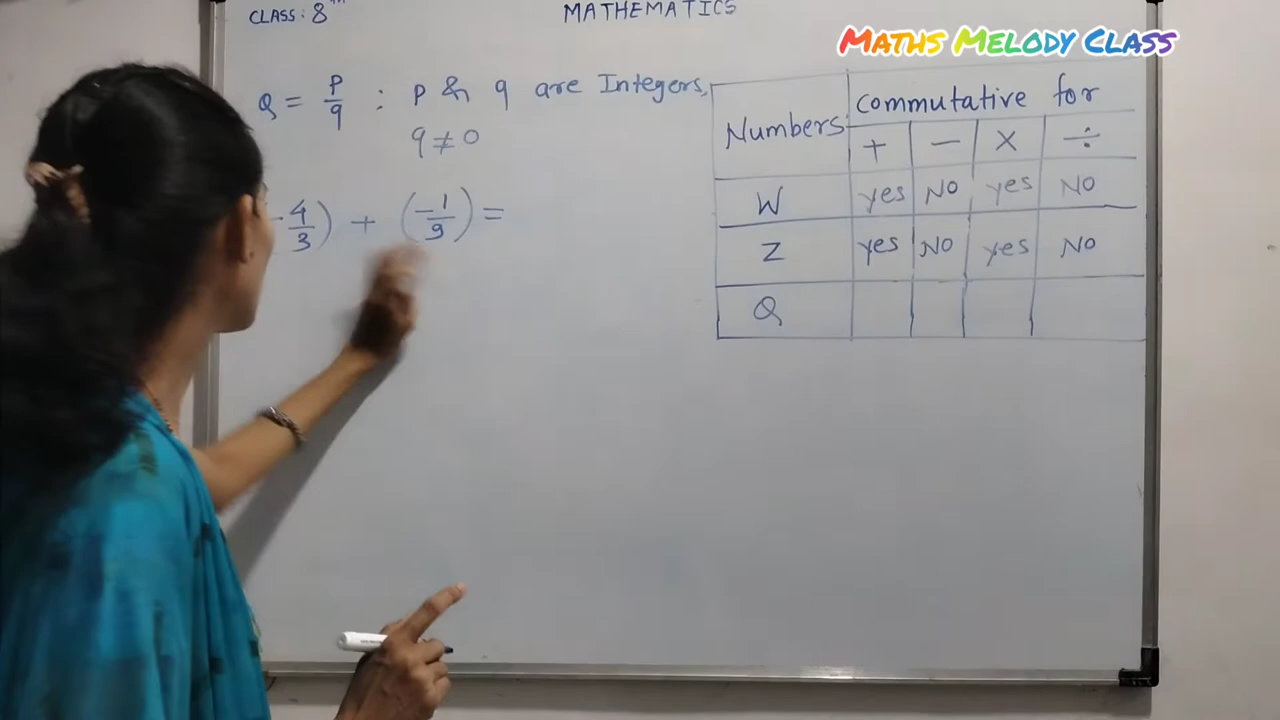 CLASS: 8th
MATHEMATICS
MATHS MELODY CLASS
Q = p/q : p & q are Integers,
q ≠ 0
-4/3) + (-1/9) =
Numbers Commutative for
+ − × ÷
W yes NO yes NO
Z yes NO yes NO
Q